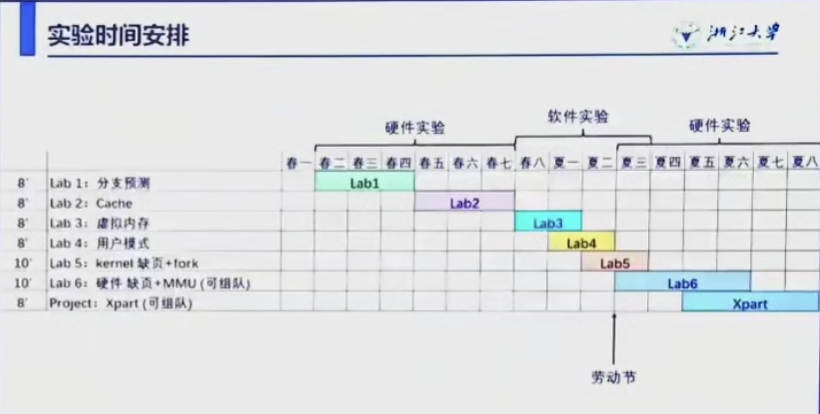 实验时间安排
浙江大学
硬件实验
软件实验
硬件实验
春一 春二 春三 春四 春五 春六 春七 春八 夏一 夏二 夏三 夏四 夏五 夏六 夏七 夏八
8' Lab 1: 分支预测 Lab1
8' Lab 2: Cache Lab2
8' Lab 3: 虚拟内存 Lab3
8' Lab 4: 用户模式 Lab4
10' Lab 5: kernel 缺页+fork Lab5
10' Lab 6: 硬件 缺页+MMU (可组队) Lab6
8' Project: Xpart (可组队) Xpart
劳动节